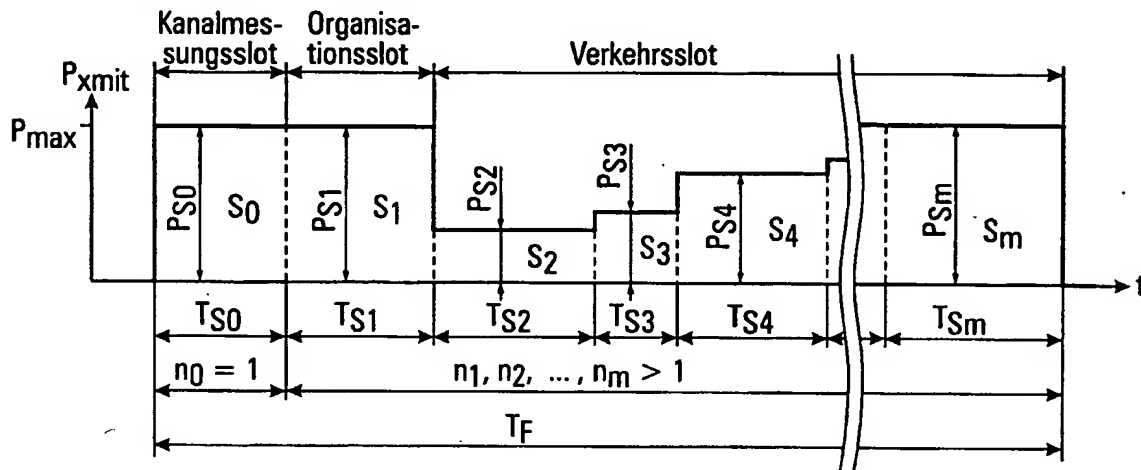 Kanalmes-
sungsslot
Organisa-
tionsslot
Verkehrsslot
Pxmit
Pmax
PS0
S0
PS1
S1
PS2
S2
PS3
S3
PS4
S4
PSm
Sm
t
TS0
TS1
TS2
TS3
TS4
TSm
n0 = 1
n1, n2, ..., nm > 1
TF